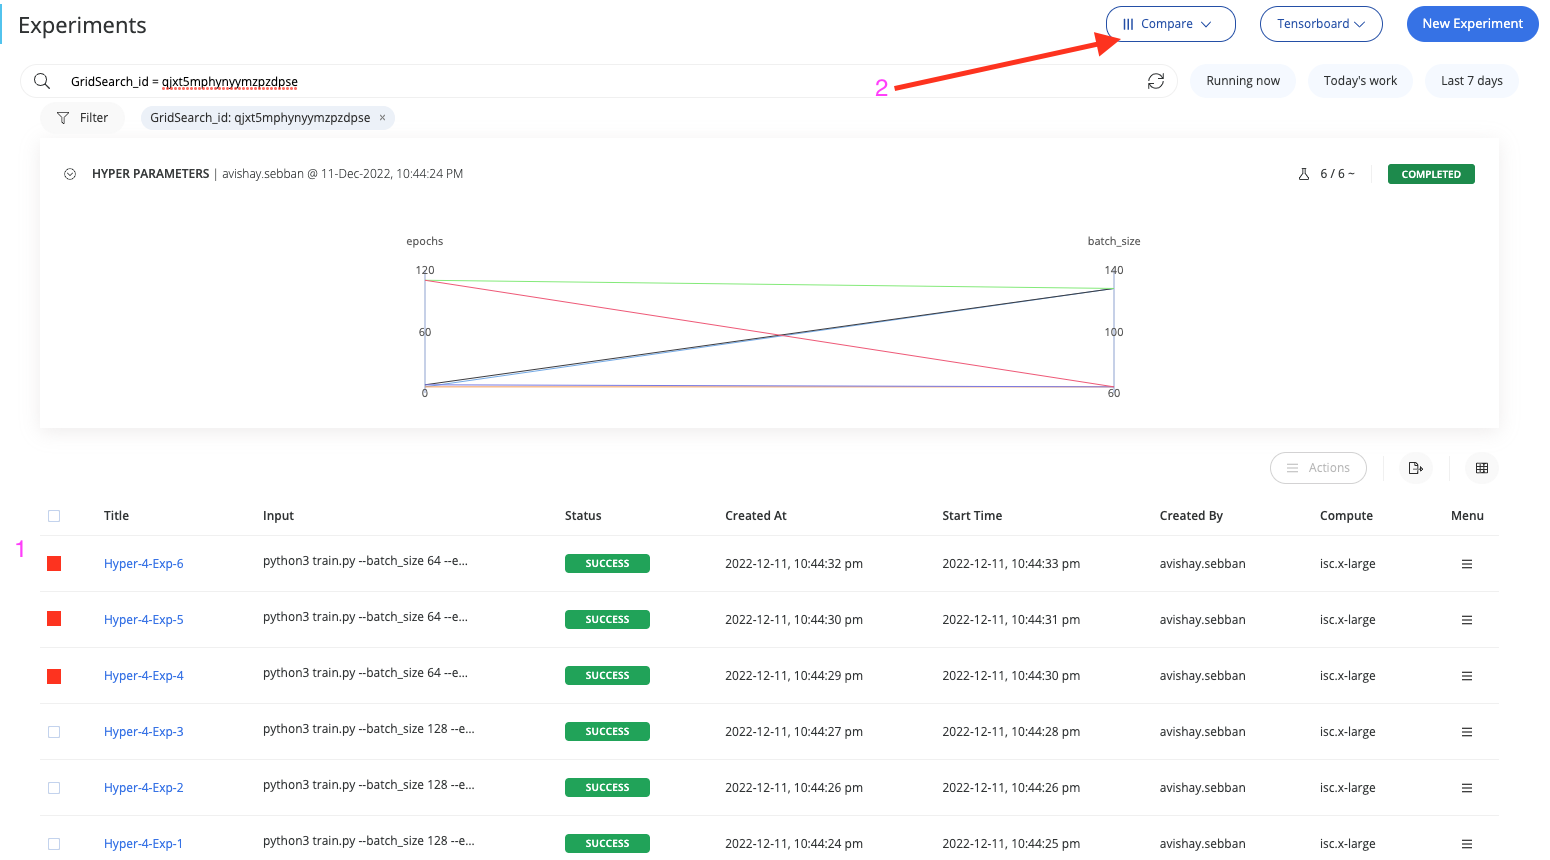 Experiments
Compare
Tensorboard
New Experiment
GridSearch_id = qjxt5mphynyymzpzdpse
2
Running now
Today's work
Last 7 days
Filter
GridSearch_id: qjxt5mphynyymzpzdpse ×
HYPER PARAMETERS | avishay.sebban @ 11-Dec-2022, 10:44:24 PM
6 / 6 ~
COMPLETED
epochs
batch_size
120
140
60
100
0
60
Actions
Title Input Status Created At Start Time Created By Compute Menu
1
Hyper-4-Exp-6 python3 train.py --batch_size 64 --e... SUCCESS 2022-12-11, 10:44:32 pm 2022-12-11, 10:44:33 pm avishay.sebban isc.x-large
Hyper-4-Exp-5 python3 train.py --batch_size 64 --e... SUCCESS 2022-12-11, 10:44:30 pm 2022-12-11, 10:44:31 pm avishay.sebban isc.x-large
Hyper-4-Exp-4 python3 train.py --batch_size 64 --e... SUCCESS 2022-12-11, 10:44:29 pm 2022-12-11, 10:44:30 pm avishay.sebban isc.x-large
Hyper-4-Exp-3 python3 train.py --batch_size 128 --e... SUCCESS 2022-12-11, 10:44:27 pm 2022-12-11, 10:44:28 pm avishay.sebban isc.x-large
Hyper-4-Exp-2 python3 train.py --batch_size 128 --e... SUCCESS 2022-12-11, 10:44:26 pm 2022-12-11, 10:44:26 pm avishay.sebban isc.x-large
Hyper-4-Exp-1 python3 train.py --batch_size 128 --e... SUCCESS 2022-12-11, 10:44:24 pm 2022-12-11, 10:44:25 pm avishay.sebban isc.x-large